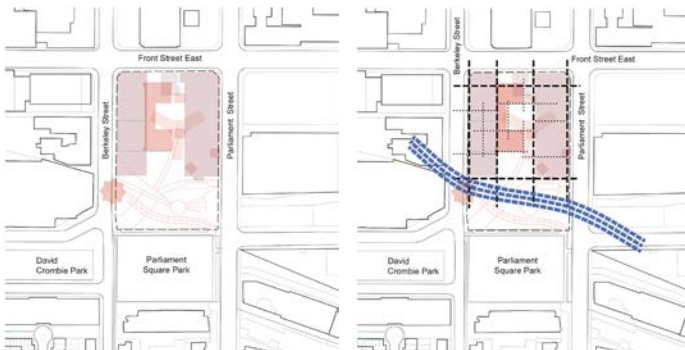 Front Street East
Berkeley Street
Parliament Street
David
Crombie Park
Parliament
Square Park
Berkeley Street
Front Street East
Parliament Street
David
Crombie Park
Parliament
Square Park